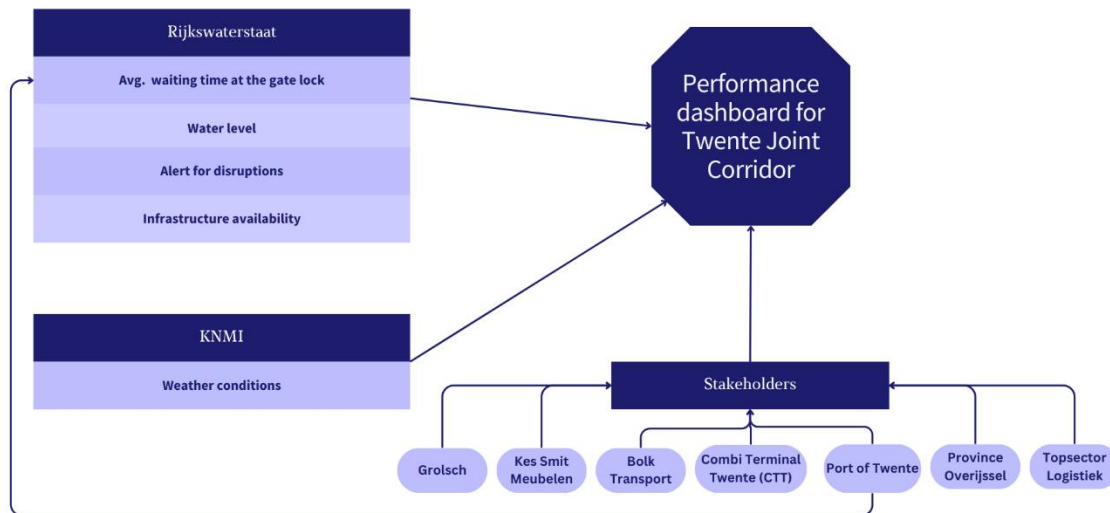 Rijkswaterstaat
Avg. waiting time at the gate lock
Water level
Alert for disruptions
Infrastructure availability
Performance
dashboard for
Twente Joint
Corridor
KNMI
Weather conditions
Stakeholders
Grolsch
Kes Smit
Meubelen
Bolk
Transport
Combi Terminal
Twente (CTT)
Port of Twente
Province
Overijssel
Topsector
Logistiek